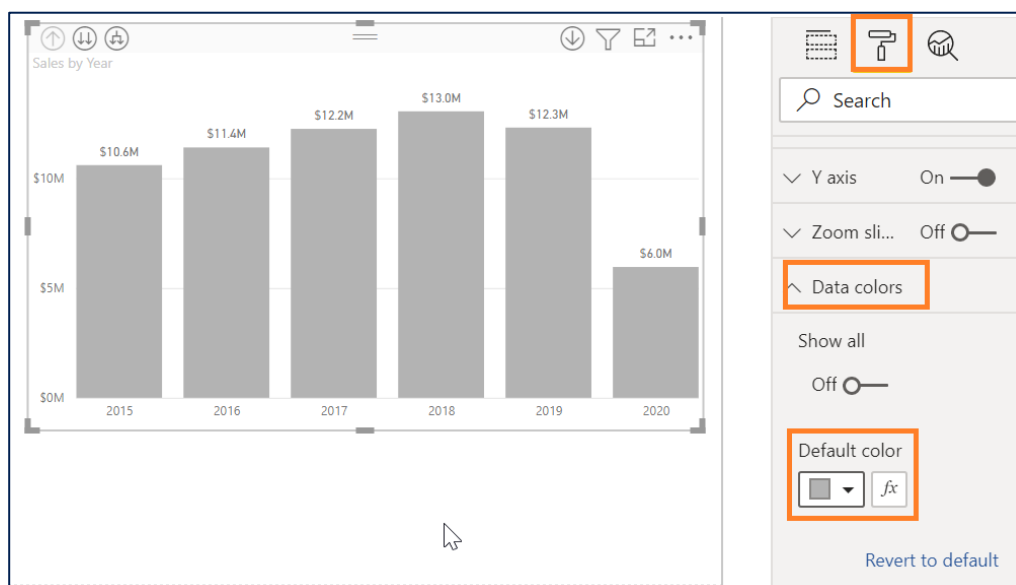 Sales by Year
$13.0M
$12.2M
$12.3M
$11.4M
$10.6M
$10M
$6.0M
$5M
$0M
2015 2016 2017 2018 2019 2020
Search
Y axis On
Zoom sli... Off
Data colors
Show all
Off
Default color
fx
Revert to default